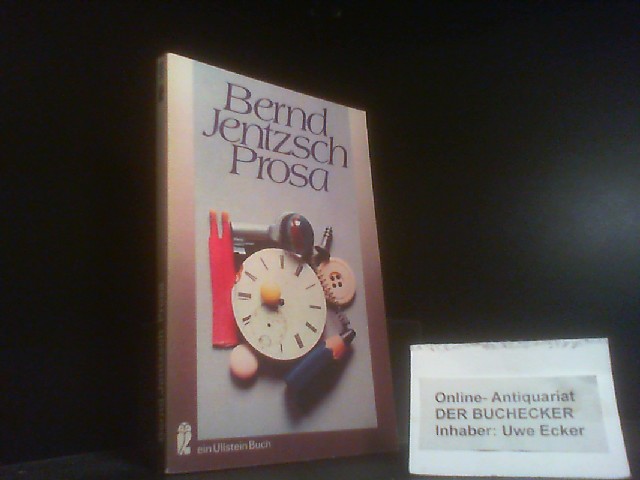 Bernd
Jentzsch
Prosa
ein Ullstein Buch
Online- Antiquariat
DER BUCHECKER
Inhaber: Uwe Ecker